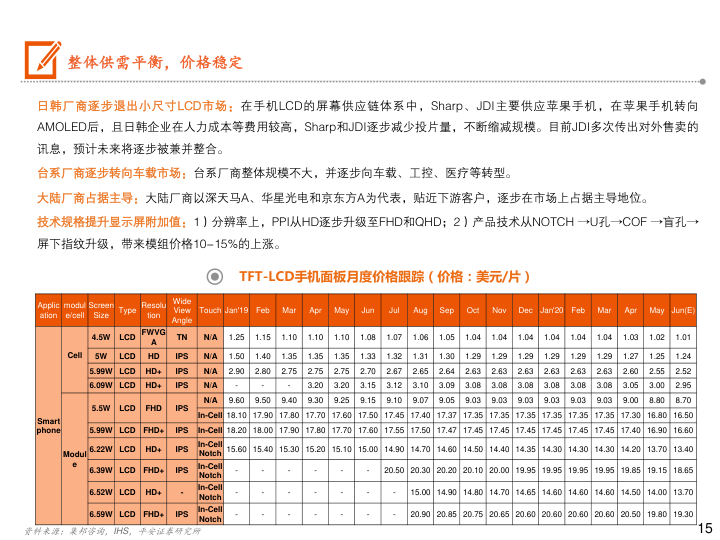 整体供需平衡，价格稳定
日韩厂商逐步退出小尺寸LCD市场；在手机LCD的屏幕供应链体系中，Sharp、JDI主要供应苹果手机，在苹果手机转向
AMOLED后，且日韩企业在人力成本等费用较高，Sharp和JDI逐步减少投片量，不断缩减规模。目前JDI多次传出对外售卖的
讯息，预计未来将逐步被兼并整合。
台系厂商逐步转向车载市场；台系厂商整体规模不大，并逐步向车载、工控、医疗等转型。
大陆厂商占据主导；大陆厂商以深天马A、华星光电和京东方A为代表，贴近下游客户，逐步在市场上占据主导地位。
技术规格提升显示屏附加值；1）分辨率上，PPI从HD逐步升级至FHD和QHD；2）产品技术从NOTCH →U孔→COF →盲孔→
屏下指纹升级，带来模组价格10-15%的上涨。
TFT-LCD手机面板月度价格跟踪（价格：美元/片）
Application module/cell Screen Size Type Resolution Wide View Angle Touch Jan'19 Feb Mar Apr May Jun Jul Aug Sep Oct Nov Dec Jan'20 Feb Mar Apr May Jun(E)
Smart phone Cell 4.5W LCD FWVGA TN N/A 1.25 1.15 1.10 1.10 1.10 1.08 1.07 1.06 1.05 1.04 1.04 1.04 1.04 1.04 1.04 1.03 1.02 1.01
5W LCD HD IPS N/A 1.50 1.40 1.35 1.35 1.35 1.33 1.32 1.31 1.30 1.29 1.29 1.29 1.29 1.29 1.29 1.27 1.25 1.24
5.99W LCD HD+ IPS N/A 2.90 2.80 2.75 2.75 2.75 2.70 2.67 2.65 2.64 2.63 2.63 2.63 2.63 2.63 2.63 2.60 2.55 2.52
6.09W LCD HD+ IPS N/A - - - 3.20 3.20 3.15 3.12 3.10 3.09 3.08 3.08 3.08 3.08 3.08 3.08 3.05 3.00 2.95
Module 5.5W LCD FHD IPS N/A 9.60 9.50 9.40 9.30 9.25 9.15 9.10 9.07 9.05 9.03 9.03 9.03 9.03 9.03 9.03 9.00 8.80 8.70
In-Cell 18.10 17.90 17.80 17.70 17.60 17.50 17.45 17.40 17.37 17.35 17.35 17.35 17.35 17.35 17.35 17.30 16.80 16.50
5.99W LCD FHD+ IPS In-Cell 18.20 18.00 17.90 17.80 17.70 17.60 17.55 17.50 17.47 17.45 17.45 17.45 17.45 17.45 17.45 17.40 16.90 16.60
6.22W LCD HD+ IPS In-Cell Notch 15.60 15.40 15.30 15.20 15.10 15.00 14.90 14.70 14.60 14.50 14.40 14.35 14.30 14.30 14.30 14.20 13.70 13.40
6.39W LCD FHD+ IPS In-Cell Notch - - - - - - 20.50 20.30 20.20 20.10 20.00 19.95 19.95 19.95 19.95 19.85 19.15 18.65
6.52W LCD HD+ - In-Cell Notch - - - - - - - 15.00 14.90 14.80 14.70 14.65 14.60 14.60 14.60 14.50 14.00 13.70
6.59W LCD FHD+ IPS In-Cell Notch - - - - - - - 20.90 20.85 20.75 20.65 20.60 20.60 20.60 20.60 20.50 19.80 19.30
资料来源：集邦咨询，IHS，平安证券研究所
15